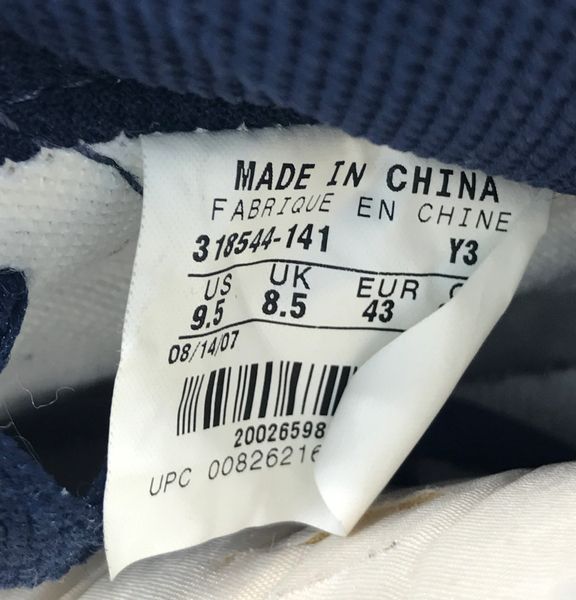 MADE IN CHINA
FABRIQUE EN CHINE
318544-141 Y3
US UK EUR
9.5 8.5 43
08/14/07
20026598
UPC 00826216